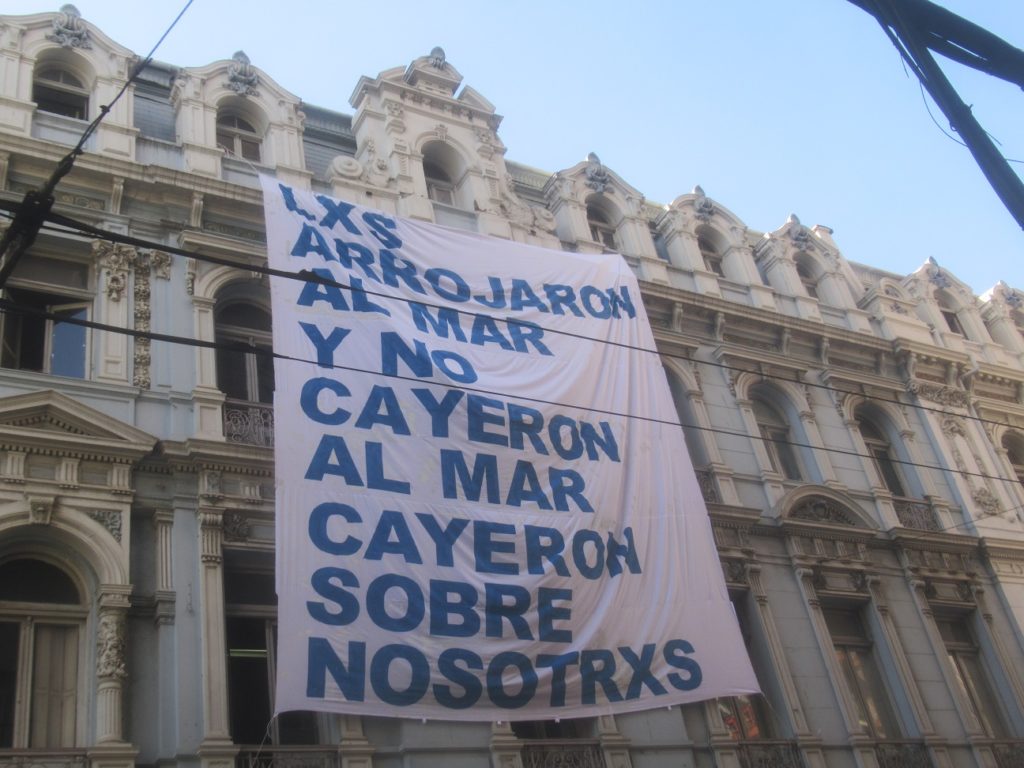 LXS
ARROJARON
AL MAR
Y NO
CAYERON
AL MAR
CAYERON
SOBRE
NOSOTRXS